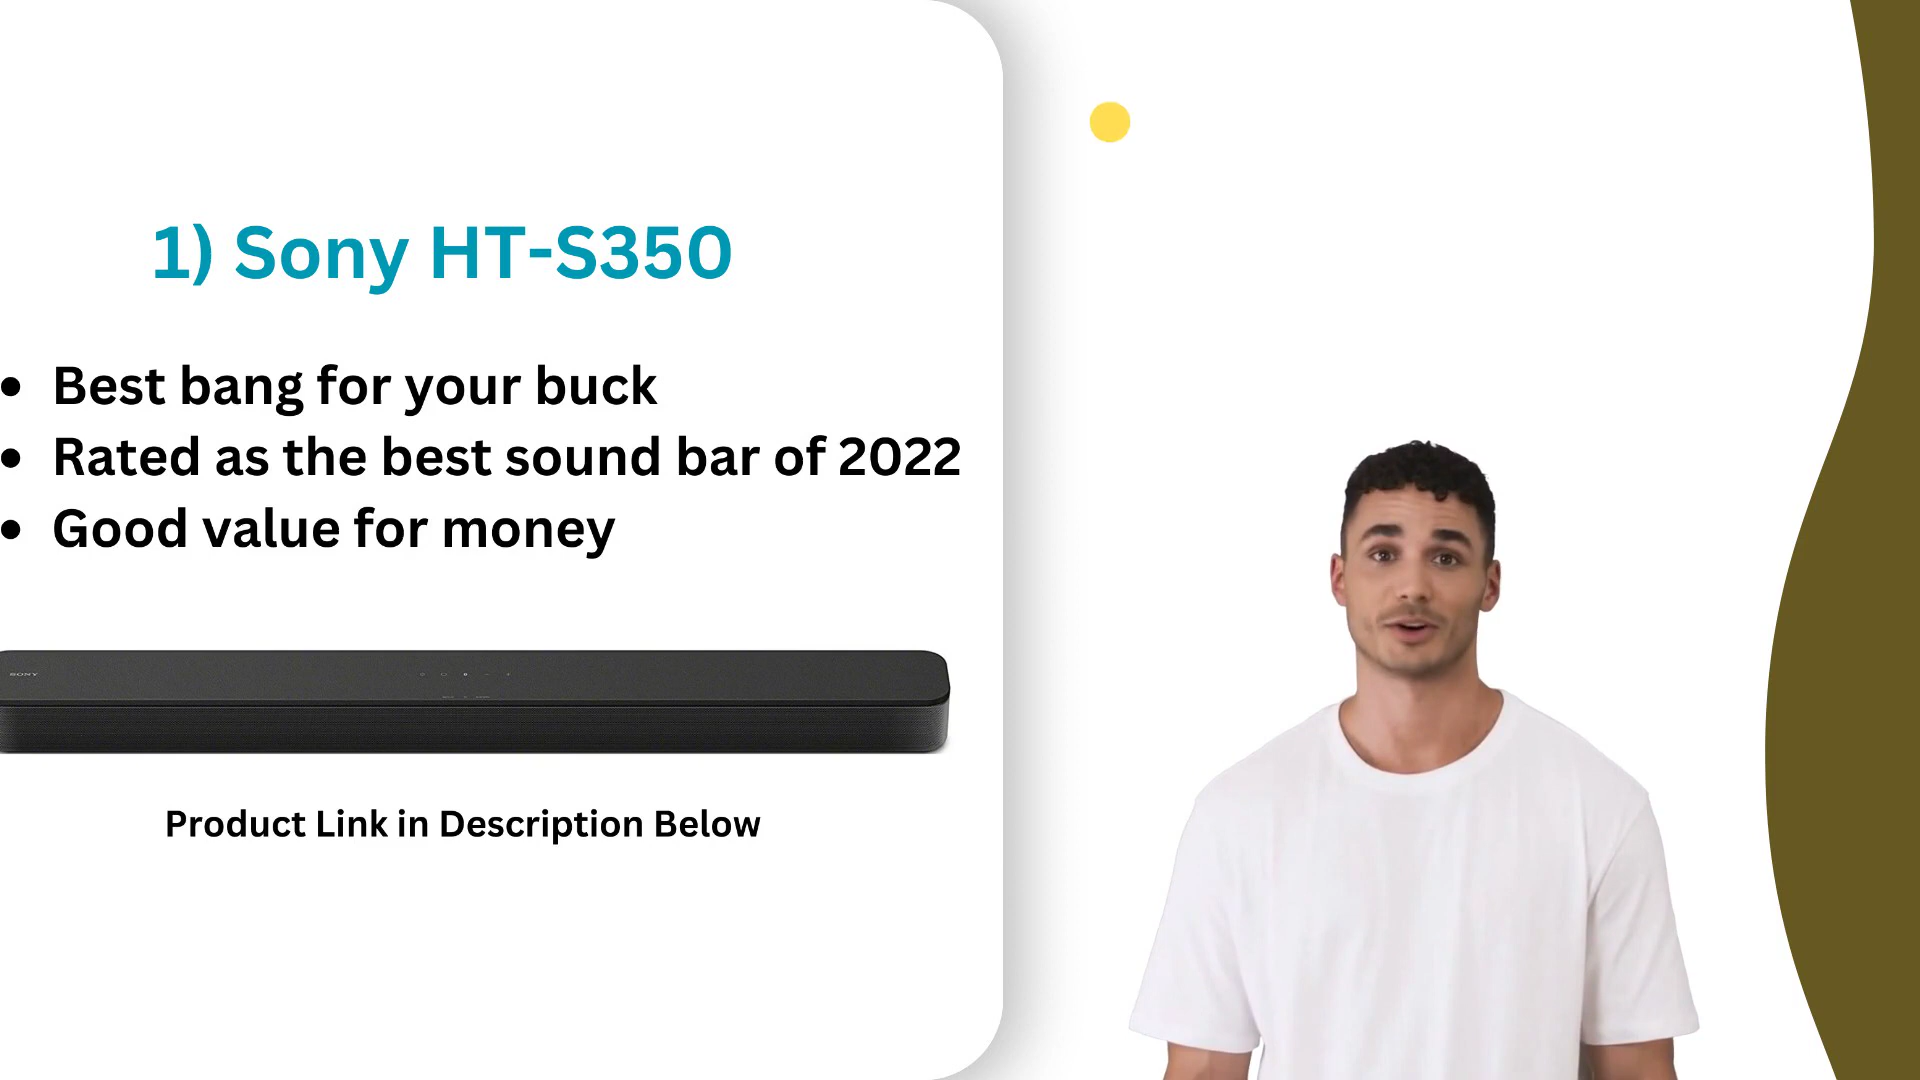 1) Sony HT-S350
• Best bang for your buck
• Rated as the best sound bar of 2022
• Good value for money
SONY
Product Link in Description Below